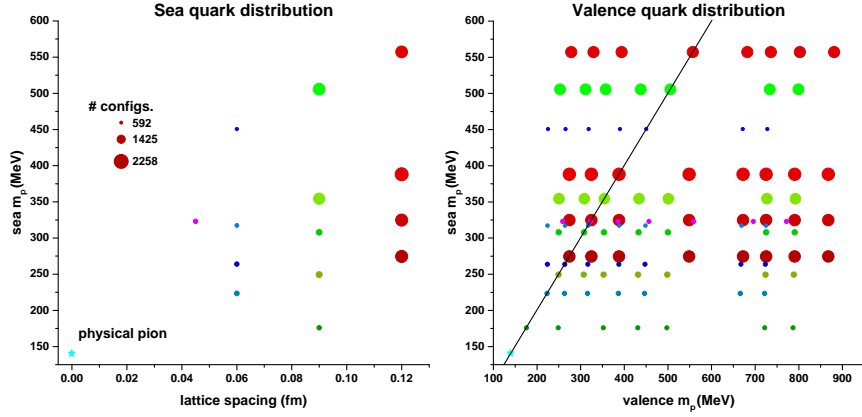 Sea quark distribution
600
550
500
450
400
350
300
250
200
150
sea m_p(MeV)
# configs.
592
1425
2258
physical pion
0.00 0.02 0.04 0.06 0.08 0.10 0.12
lattice spacing (fm)
Valence quark distribution
600
550
500
450
400
350
300
250
200
150
sea m_p(MeV)
100 200 300 400 500 600 700 800 900
valence m_p(MeV)